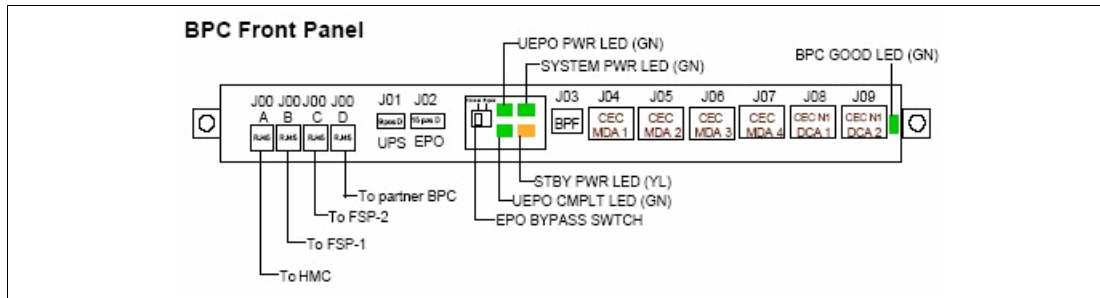 BPC Front Panel
UEPO PWR LED (GN)
SYSTEM PWR LED (GN)
BPC GOOD LED (GN)
J00 J00 J00 J00 J01 J02 J03 J04 J05 J06 J07 J08 J09
A B C D
RJ45 RJ45 RJ45 RJ45 9 pos D 15 pos D BPF CEC CEC CEC CEC CEC N1 CEC N1
MDA 1 MDA 2 MDA 3 MDA 4 DCA 1 DCA 2
UPS EPO
STBY PWR LED (YL)
To partner BPC
UEPO CMPLT LED (GN)
To FSP-2
EPO BYPASS SWTCH
To FSP-1
To HMC